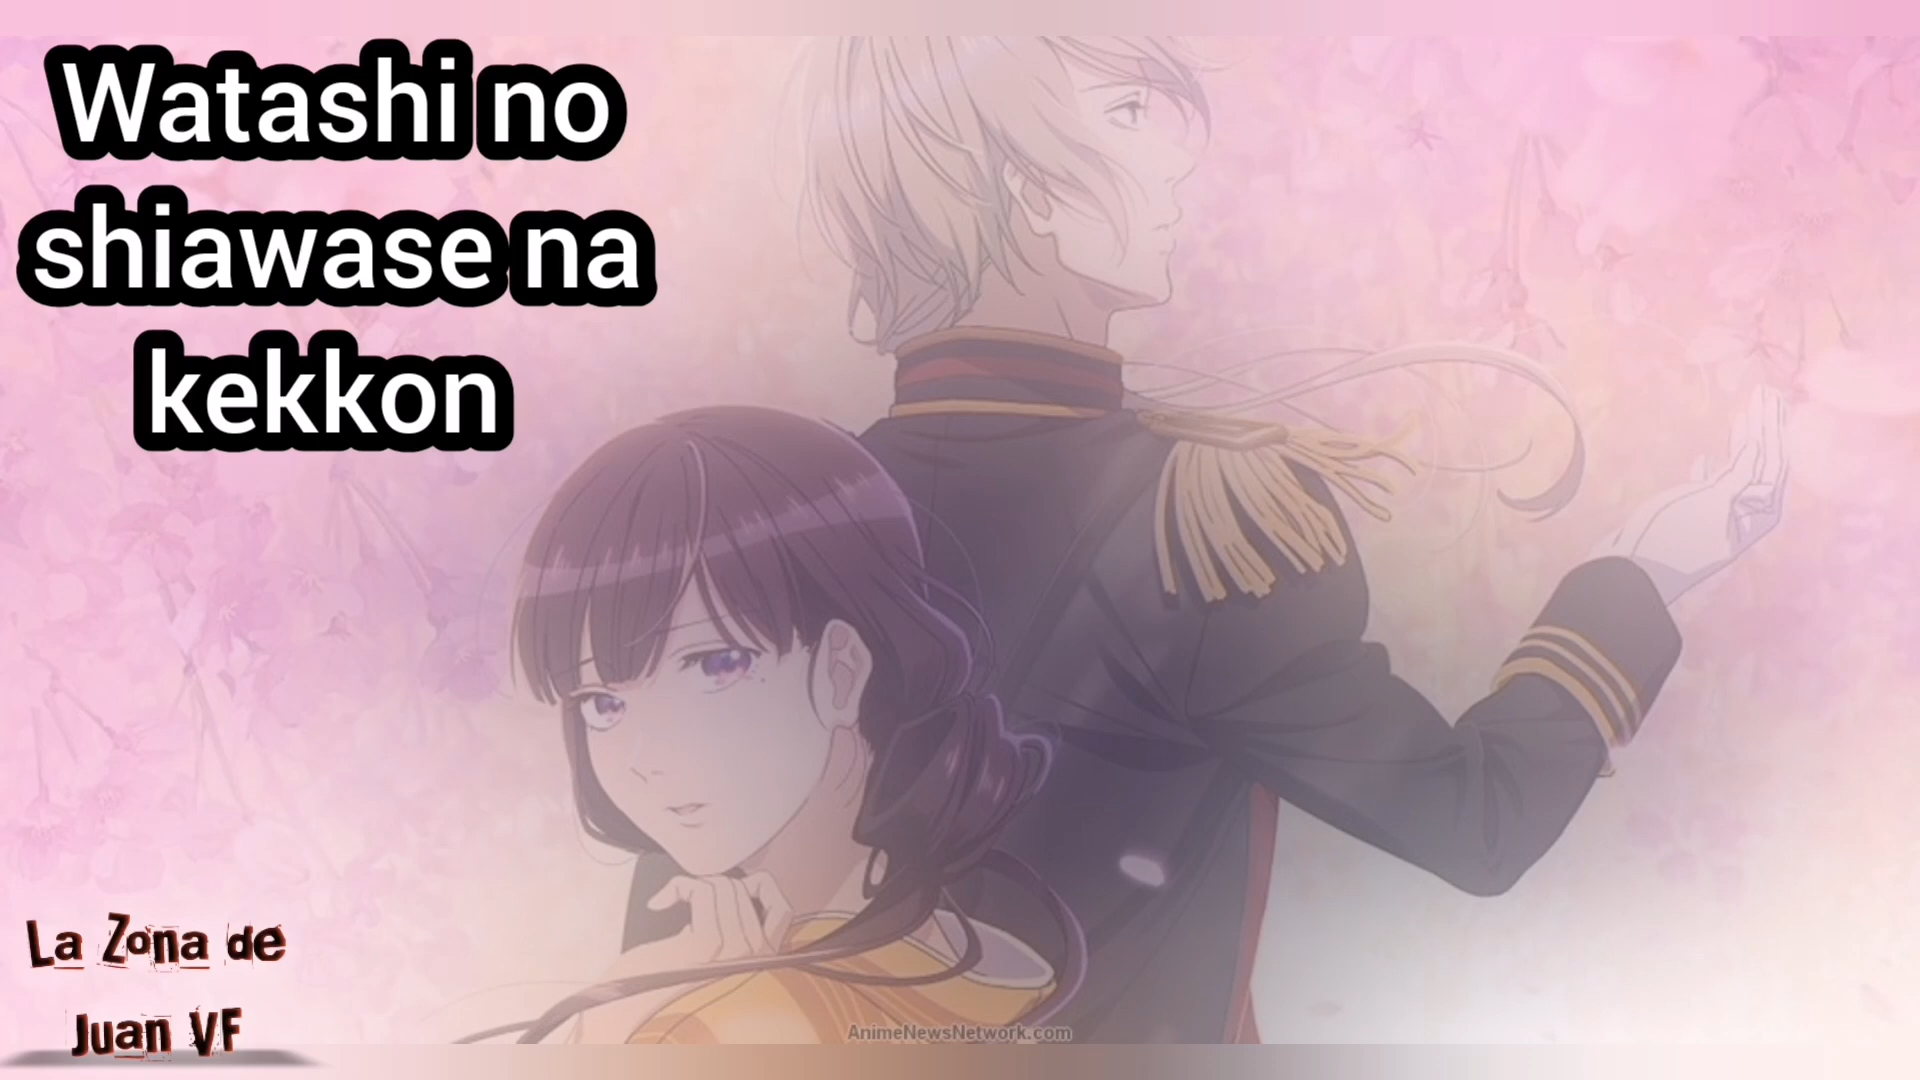 Watashi no
shiawase na
kekkon
La Zona de
Juan VF
AnimeNewsNetwork.com